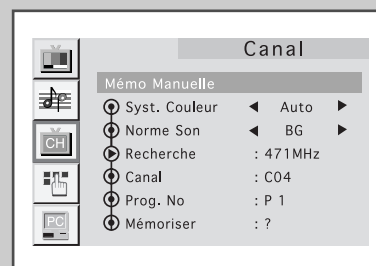 Canal
Mémo Manuelle
Syst. Couleur ◀ Auto ▶
Norme Son ◀ BG ▶
CH
Recherche : 471MHz
Canal : C04
Prog. No : P 1
PC
Mémoriser : ?